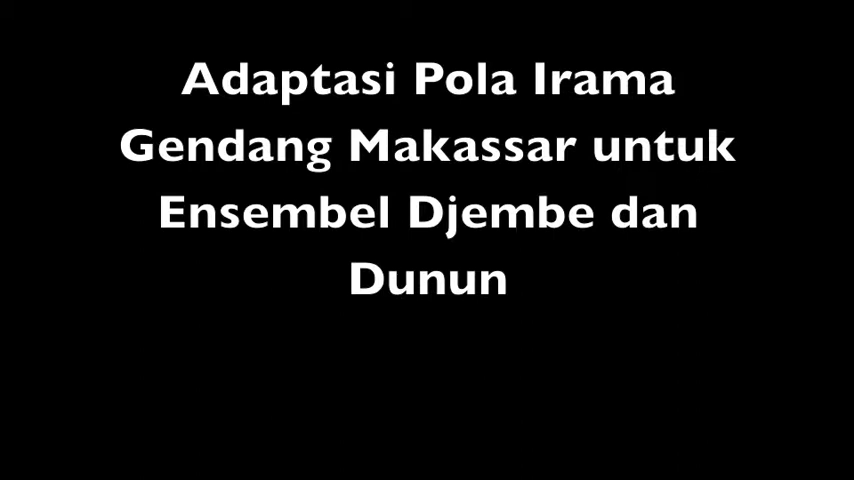 Adaptasi Pola Irama
Gendang Makassar untuk
Ensembel Djembe dan
Dunun